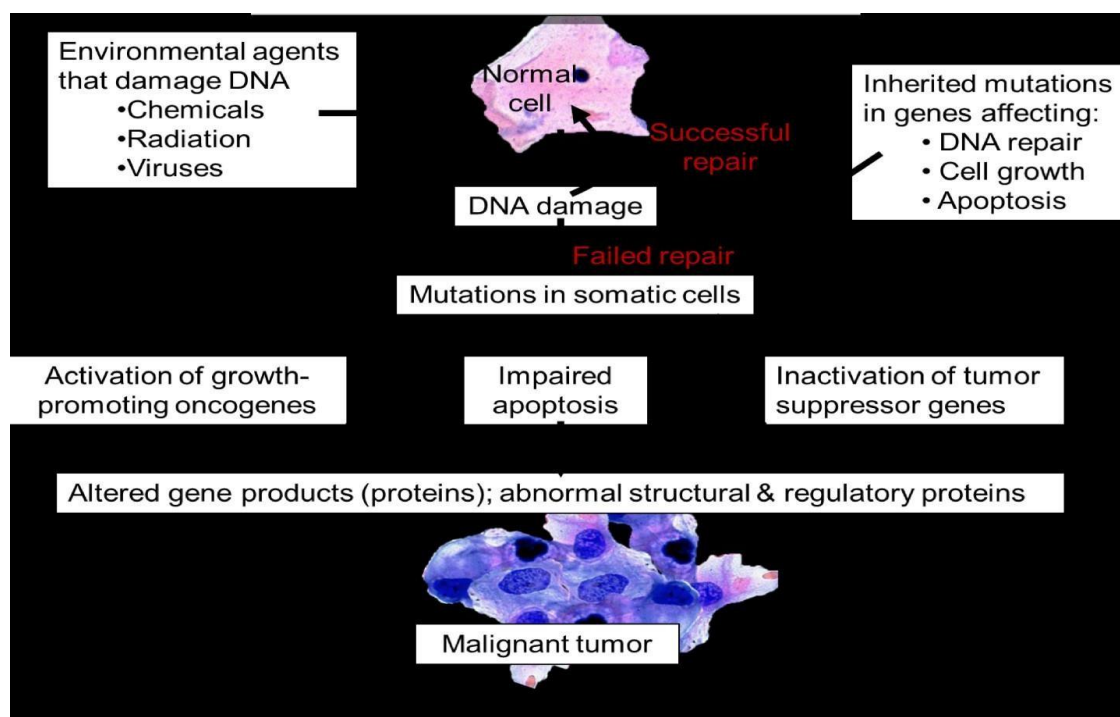 Environmental agents
that damage DNA
•Chemicals
•Radiation
•Viruses
Normal
cell
Successful
repair
Inherited mutations
in genes affecting:
• DNA repair
• Cell growth
• Apoptosis
DNA damage
Failed repair
Mutations in somatic cells
Activation of growth-
promoting oncogenes
Impaired
apoptosis
Inactivation of tumor
suppressor genes
Altered gene products (proteins); abnormal structural & regulatory proteins
Malignant tumor